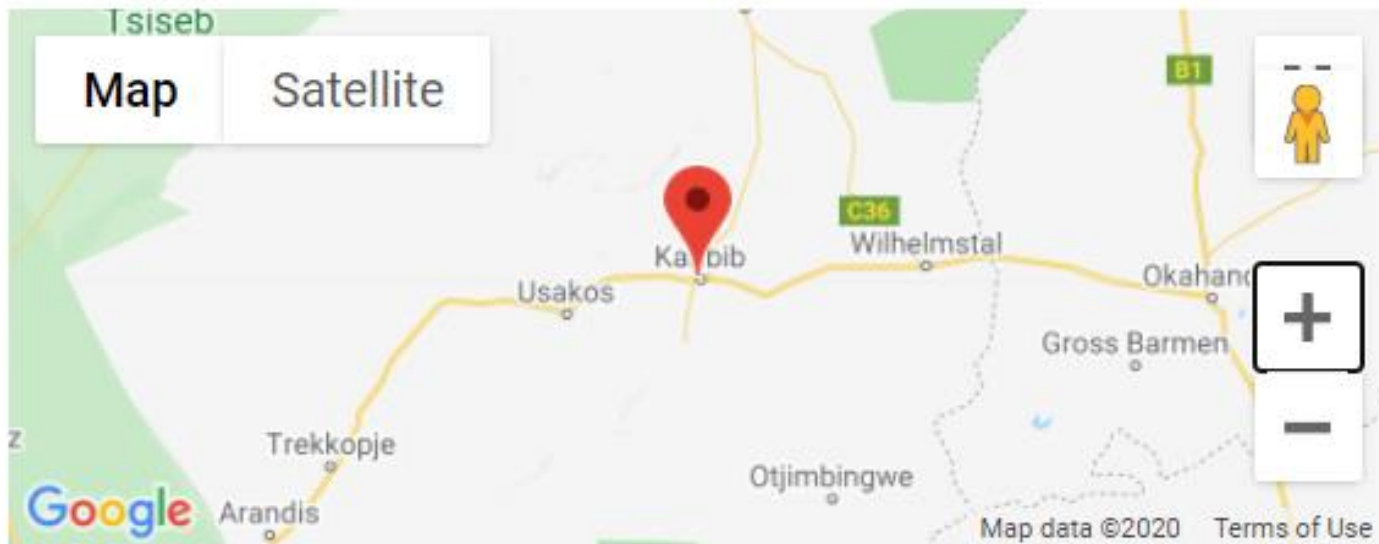 Tsiseb
Map Satellite
B1
C36
Wilhelmstal
Usakos
Okahand
Gross Barmen
z
Trekkopje
Otjimbingwe
Google
Arandis
Map data ©2020 Terms of Use